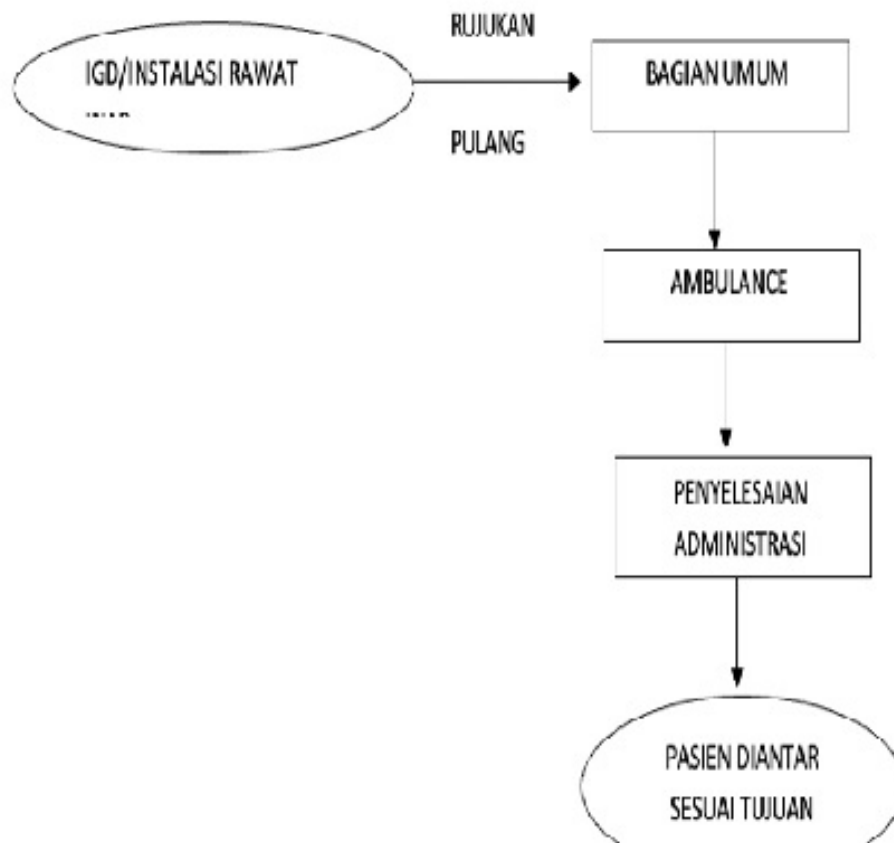 RUJUKAN
IGD/INSTALASI RAWAT
BAGIAN UMUM
PULANG
AMBULANCE
PENYELESAIAN
ADMINISTRASI
PASIEN DIANTAR
SESUAI TUJUAN